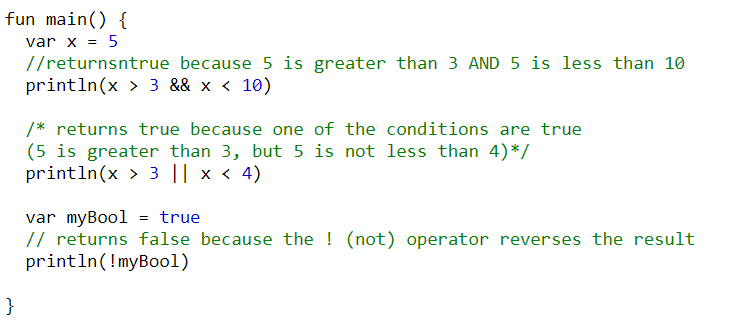 fun main() {
  var x = 5
  //returnsntrue because 5 is greater than 3 AND 5 is less than 10
  println(x > 3 && x < 10)

  /* returns true because one of the conditions are true
  (5 is greater than 3, but 5 is not less than 4)*/
  println(x > 3 || x < 4)

  var myBool = true
  // returns false because the ! (not) operator reverses the result
  println(!myBool)

}